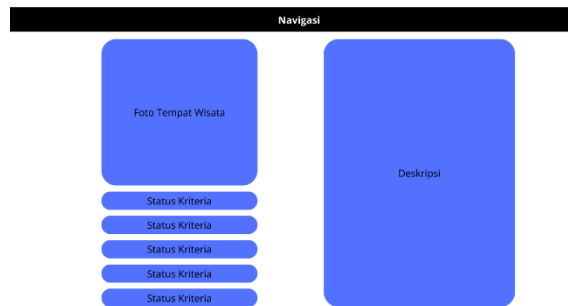 Navigasi
Foto Tempat Wisata
Status Kriteria
Status Kriteria
Status Kriteria
Status Kriteria
Status Kriteria
Deskripsi